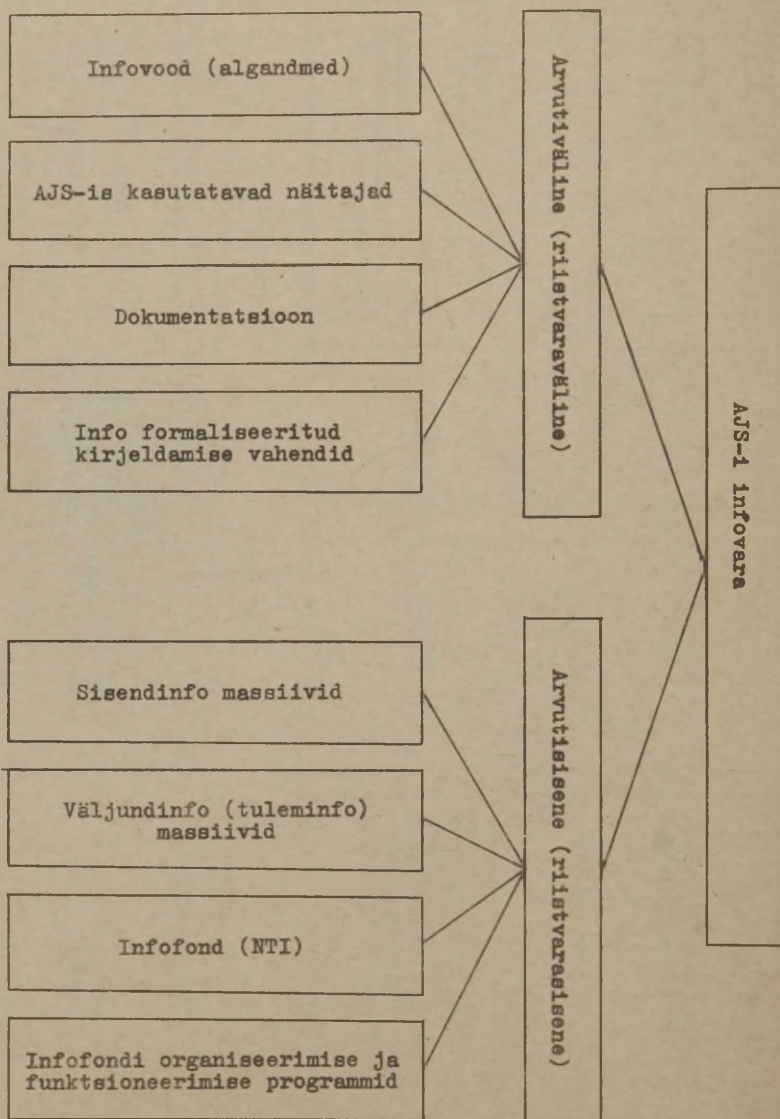 Infovood (algandmed)
AJS-is kasutatavad näitajad
Dokumentatsioon
Info formaliseeritud
kirjeldamise vahendid
Arvutiväline (riistvaraväline)
Sisendinfo massiivid
Väljundinfo (tuleminfo)
massiivid
Infofond (NTI)
Infofondi organiseerimise ja
funktsioneerimise programmid
Arvutisisene (riistvarasisene)
AJS-i infovara